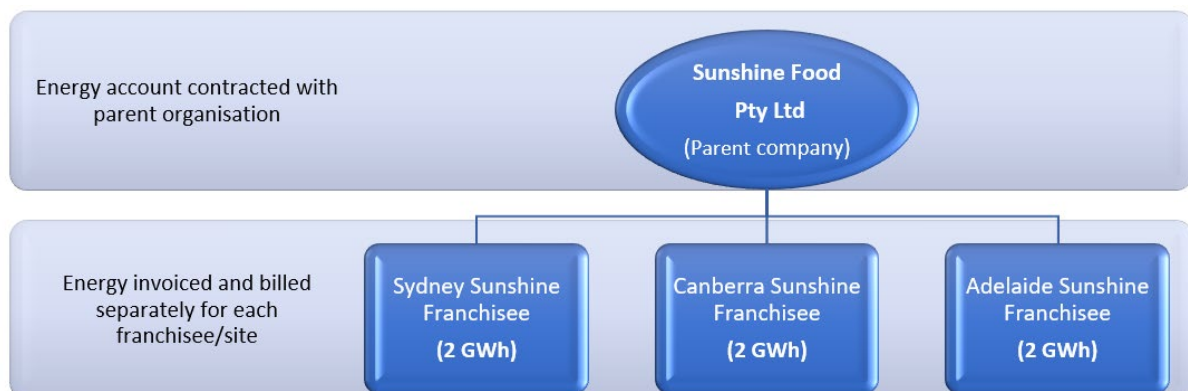 Energy account contracted with
parent organisation
Sunshine Food
Pty Ltd
(Parent company)
Energy invoiced and billed
separately for each
franchisee/site
Sydney Sunshine
Franchisee
(2 GWh)
Canberra Sunshine
Franchisee
(2 GWh)
Adelaide Sunshine
Franchisee
(2 GWh)